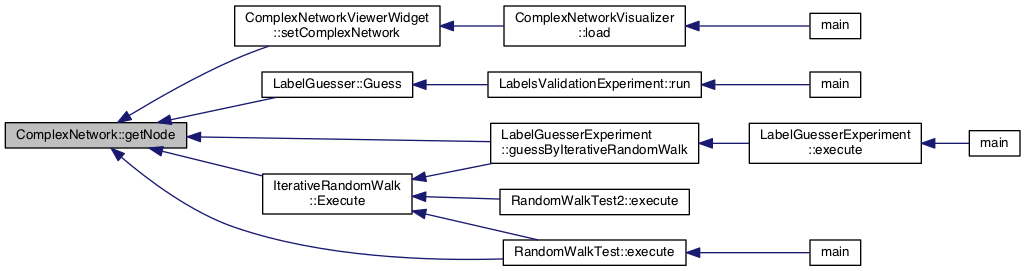 ComplexNetwork::getNode
ComplexNetworkViewerWidget
::setComplexNetwork
ComplexNetworkVisualizer
::load
main
LabelGuesser::Guess
LabelsValidationExperiment::run
main
LabelGuesserExperiment
::guessByIterativeRandomWalk
LabelGuesserExperiment
::execute
main
IterativeRandomWalk
::Execute
RandomWalkTest2::execute
RandomWalkTest::execute
main